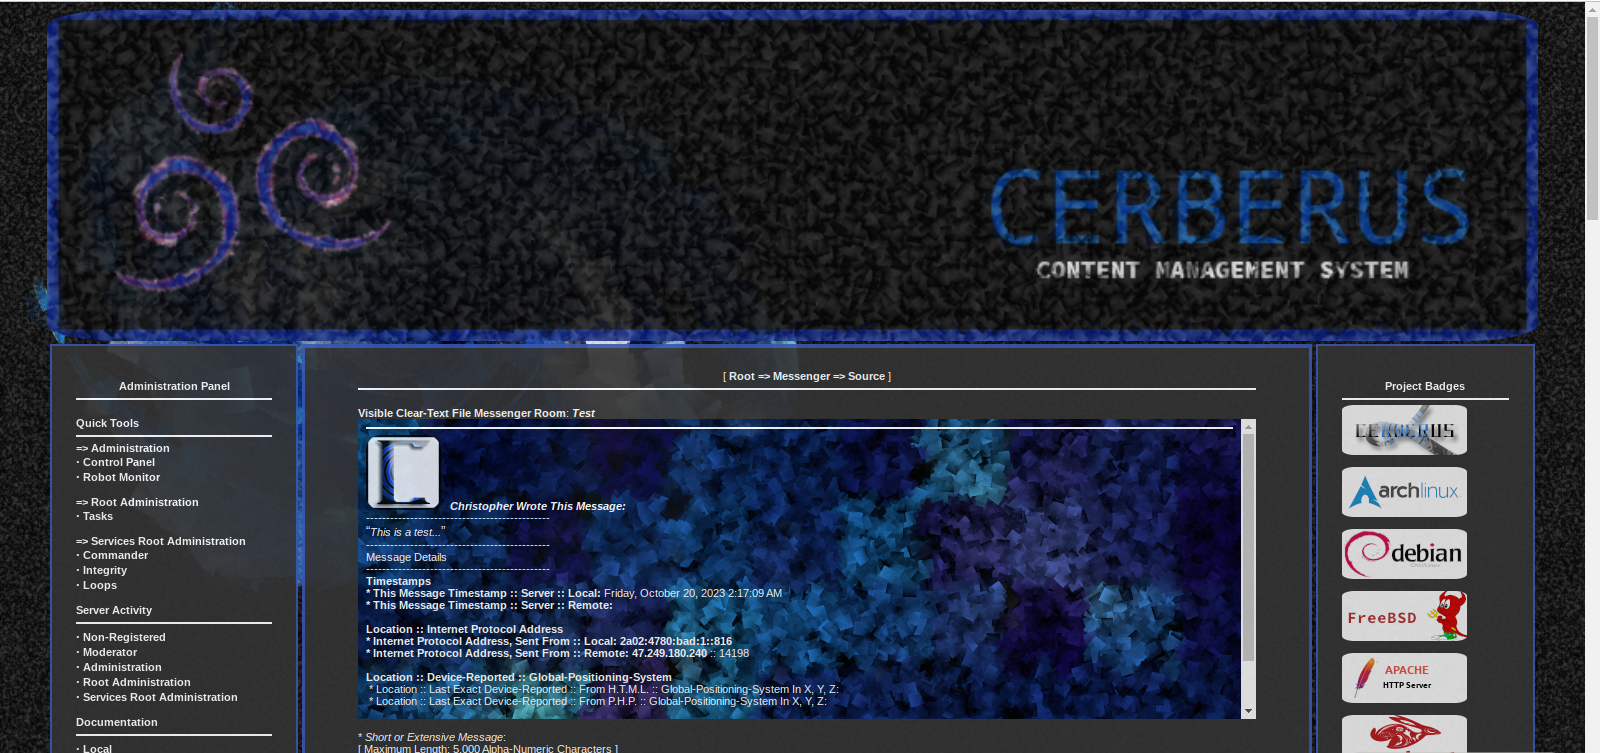 CERBERUS
CONTENT MANAGEMENT SYSTEM
Administration Panel
Quick Tools
=> Administration
· Control Panel
· Robot Monitor
=> Root Administration
· Tasks
=> Services Root Administration
· Commander
· Integrity
· Loops
Server Activity
· Non-Registered
· Moderator
· Administration
· Root Administration
· Services Root Administration
Documentation
· Local
[ Root => Messenger => Source ]
Visible Clear-Text File Messenger Room: Test
Christopher Wrote This Message:
----------------------------------------------
“This is a test...”
----------------------------------------------
Message Details
----------------------------------------------
Timestamps
* This Message Timestamp :: Server :: Local: Friday, October 20, 2023 2:17:09 AM
* This Message Timestamp :: Server :: Remote:
Location :: Internet Protocol Address
* Internet Protocol Address, Sent From :: Local: 2a02:4780:bad:1::816
* Internet Protocol Address, Sent From :: Remote: 47.249.180.240 :: 14198
Location :: Device-Reported :: Global-Positioning-System
* Location :: Last Exact Device-Reported :: From H.T.M.L. :: Global-Positioning-System In X, Y, Z:
* Location :: Last Exact Device-Reported :: From P.H.P. :: Global-Positioning-System In X, Y, Z:
* Short or Extensive Message:
[ Maximum Length: 5,000 Alpha-Numeric Characters ]
Project Badges
CERBERUS
archlinux
debian
FreeBSD
APACHE
HTTP Server